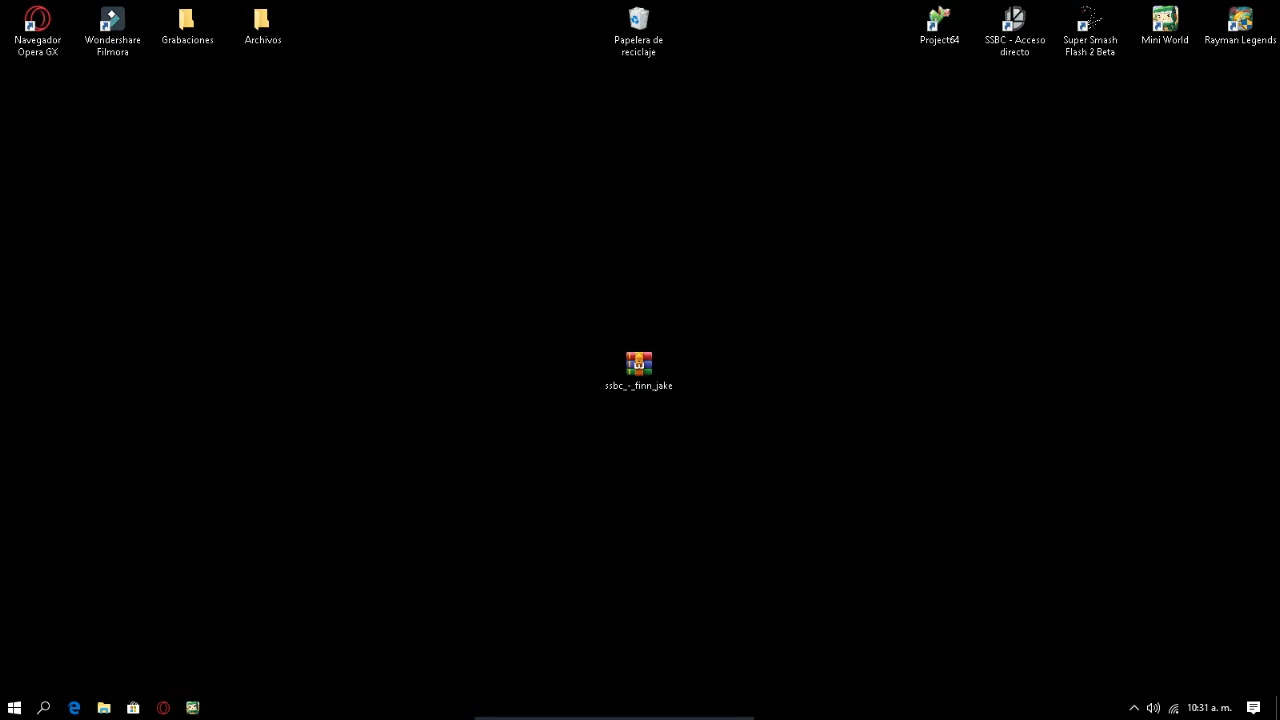 Navegador
Opera GX
Wondershare
Filmora
Grabaciones
Archivos
Papelera de
reciclaje
Project64
SSBC - Acceso
directo
Super Smash
Flash 2 Beta
Mini World
Rayman Legends
ssbc_-_finn_jake
10:31 a. m.